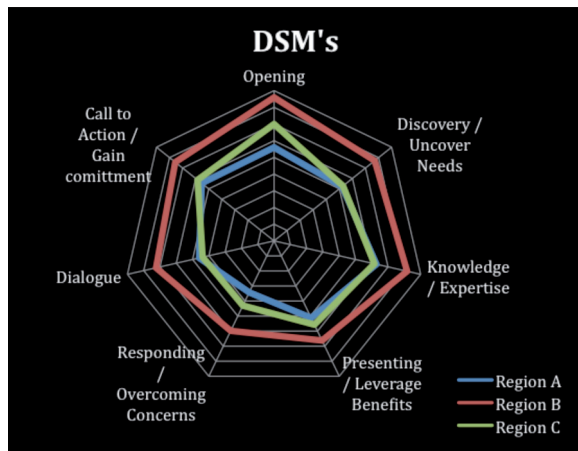 DSM's
Opening
Discovery /
Uncover
Needs
Knowledge
/ Expertise
Presenting
/ Leverage
Benefits
Responding
/
Overcoming
Concerns
Dialogue
Call to
Action /
Gain
comittment
Region A
Region B
Region C